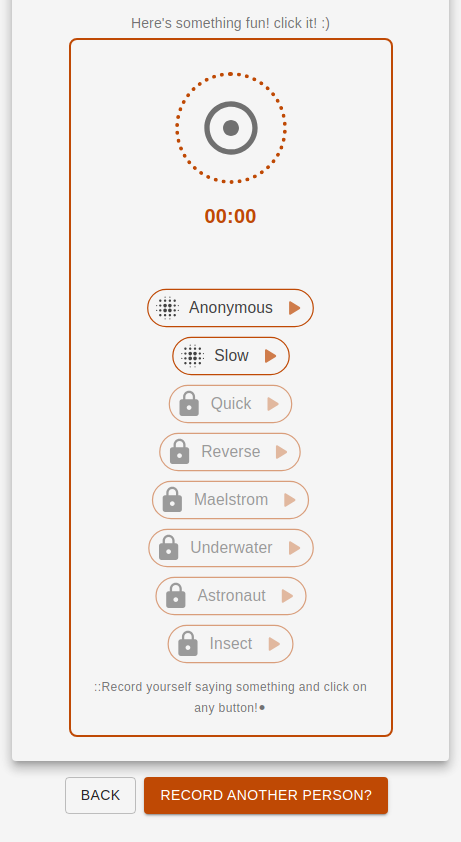 Here's something fun! click it! :)
00:00
Anonymous
Slow
Quick
Reverse
Maelstrom
Underwater
Astronaut
Insect
::Record yourself saying something and click on
any button!•
BACK
RECORD ANOTHER PERSON?